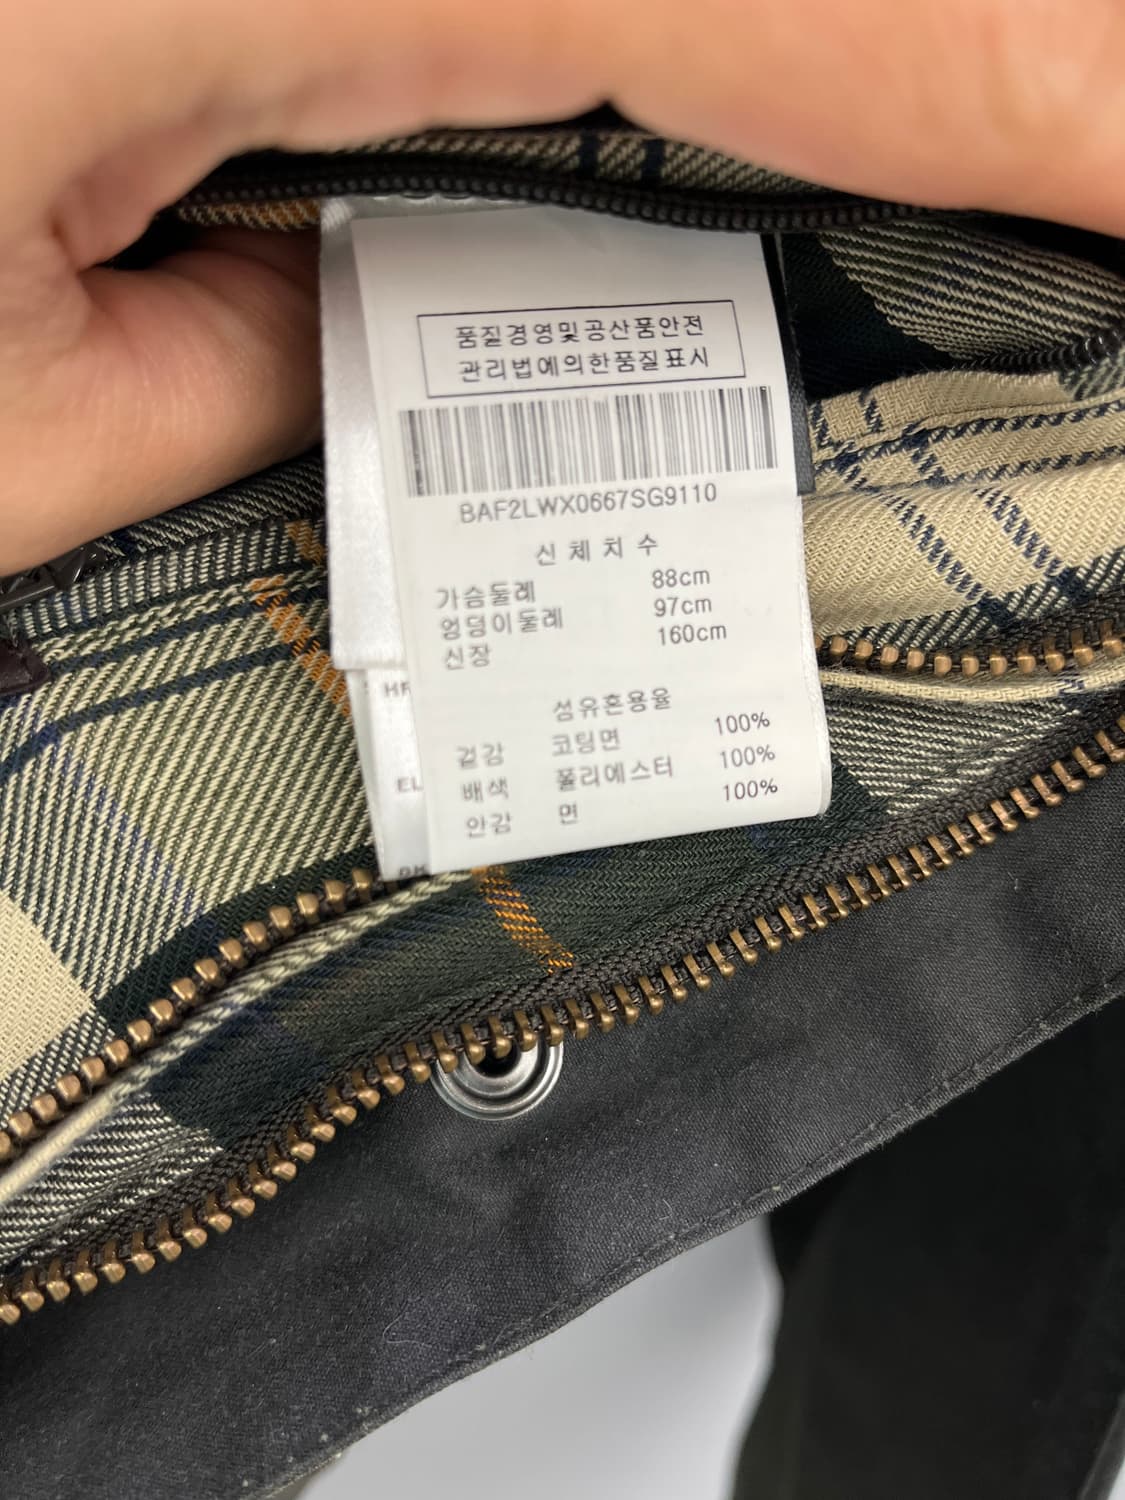 품질경영및공산품안전
관리법에의한품질표시
BAF2LWX0667SG9110
신체치수
가슴둘레 88cm
엉덩이둘레 97cm
신장 160cm
섬유혼용율
겉감 코팅면 100%
배색 폴리에스터 100%
안감 면 100%